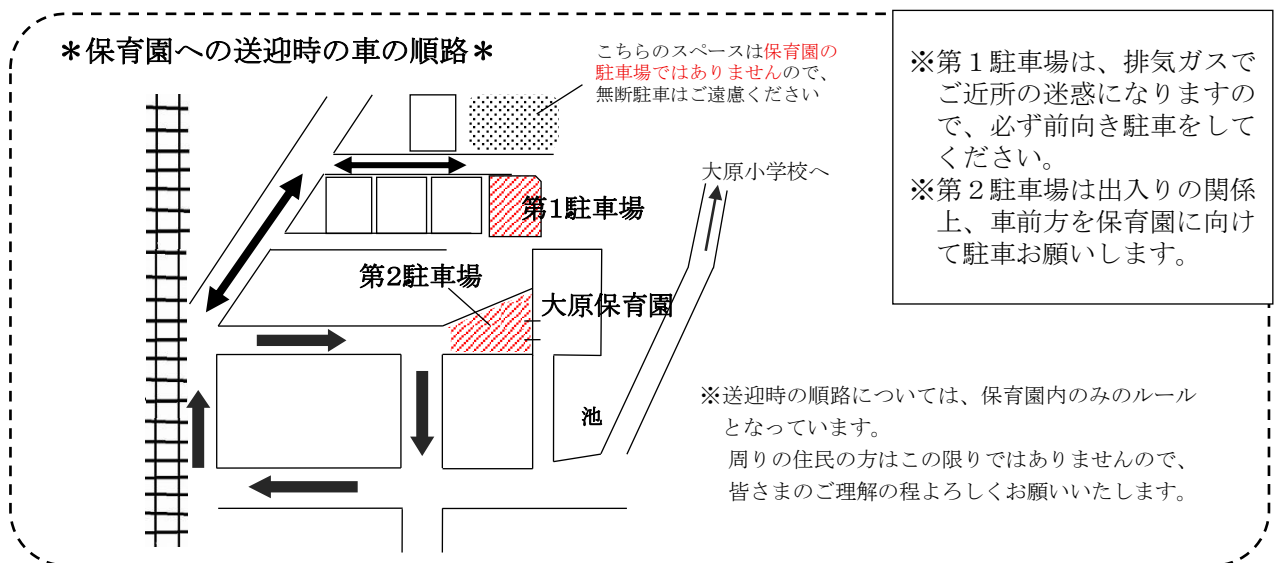 ＊保育園への送迎時の車の順路＊
こちらのスペースは保育園の
駐車場ではありませんので、
無断駐車はご遠慮ください
※第１駐車場は、排気ガスで
ご近所の迷惑になりますの
で、必ず前向き駐車をして
ください。
※第２駐車場は出入りの関係
上、車前方を保育園に向け
て駐車お願いします。
大原小学校へ
第1駐車場
第2駐車場
大原保育園
池
※送迎時の順路については、保育園内のみのルール
となっています。
周りの住民の方はこの限りではありませんので、
皆さまのご理解の程よろしくお願いいたします。